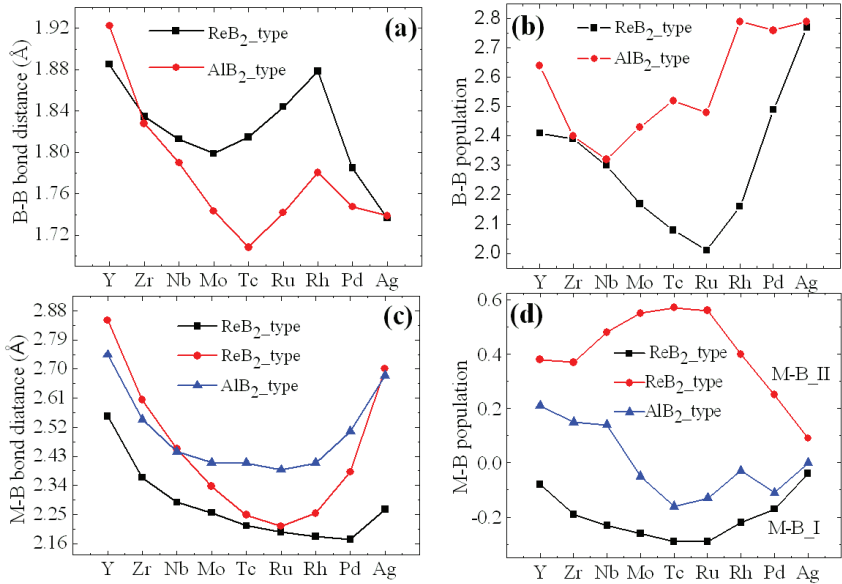 (a)
ReB2_type
AlB2_type
B-B bond distance (Å)
1.92
1.88
1.84
1.80
1.76
1.72
Y Zr Nb Mo Tc Ru Rh Pd Ag
(b)
ReB2_type
AlB2_type
B-B population
2.8
2.7
2.6
2.5
2.4
2.3
2.2
2.1
2.0
Y Zr Nb Mo Tc Ru Rh Pd Ag
(c)
ReB2_type
ReB2_type
AlB2_type
M-B bond diatance (Å)
2.88
2.79
2.70
2.61
2.52
2.43
2.34
2.25
2.16
Y Zr Nb Mo Tc Ru Rh Pd Ag
(d)
ReB2_type
ReB2_type
AlB2_type
M-B_II
M-B_I
M-B population
0.6
0.4
0.2
0.0
-0.2
Y Zr Nb Mo Tc Ru Rh Pd Ag